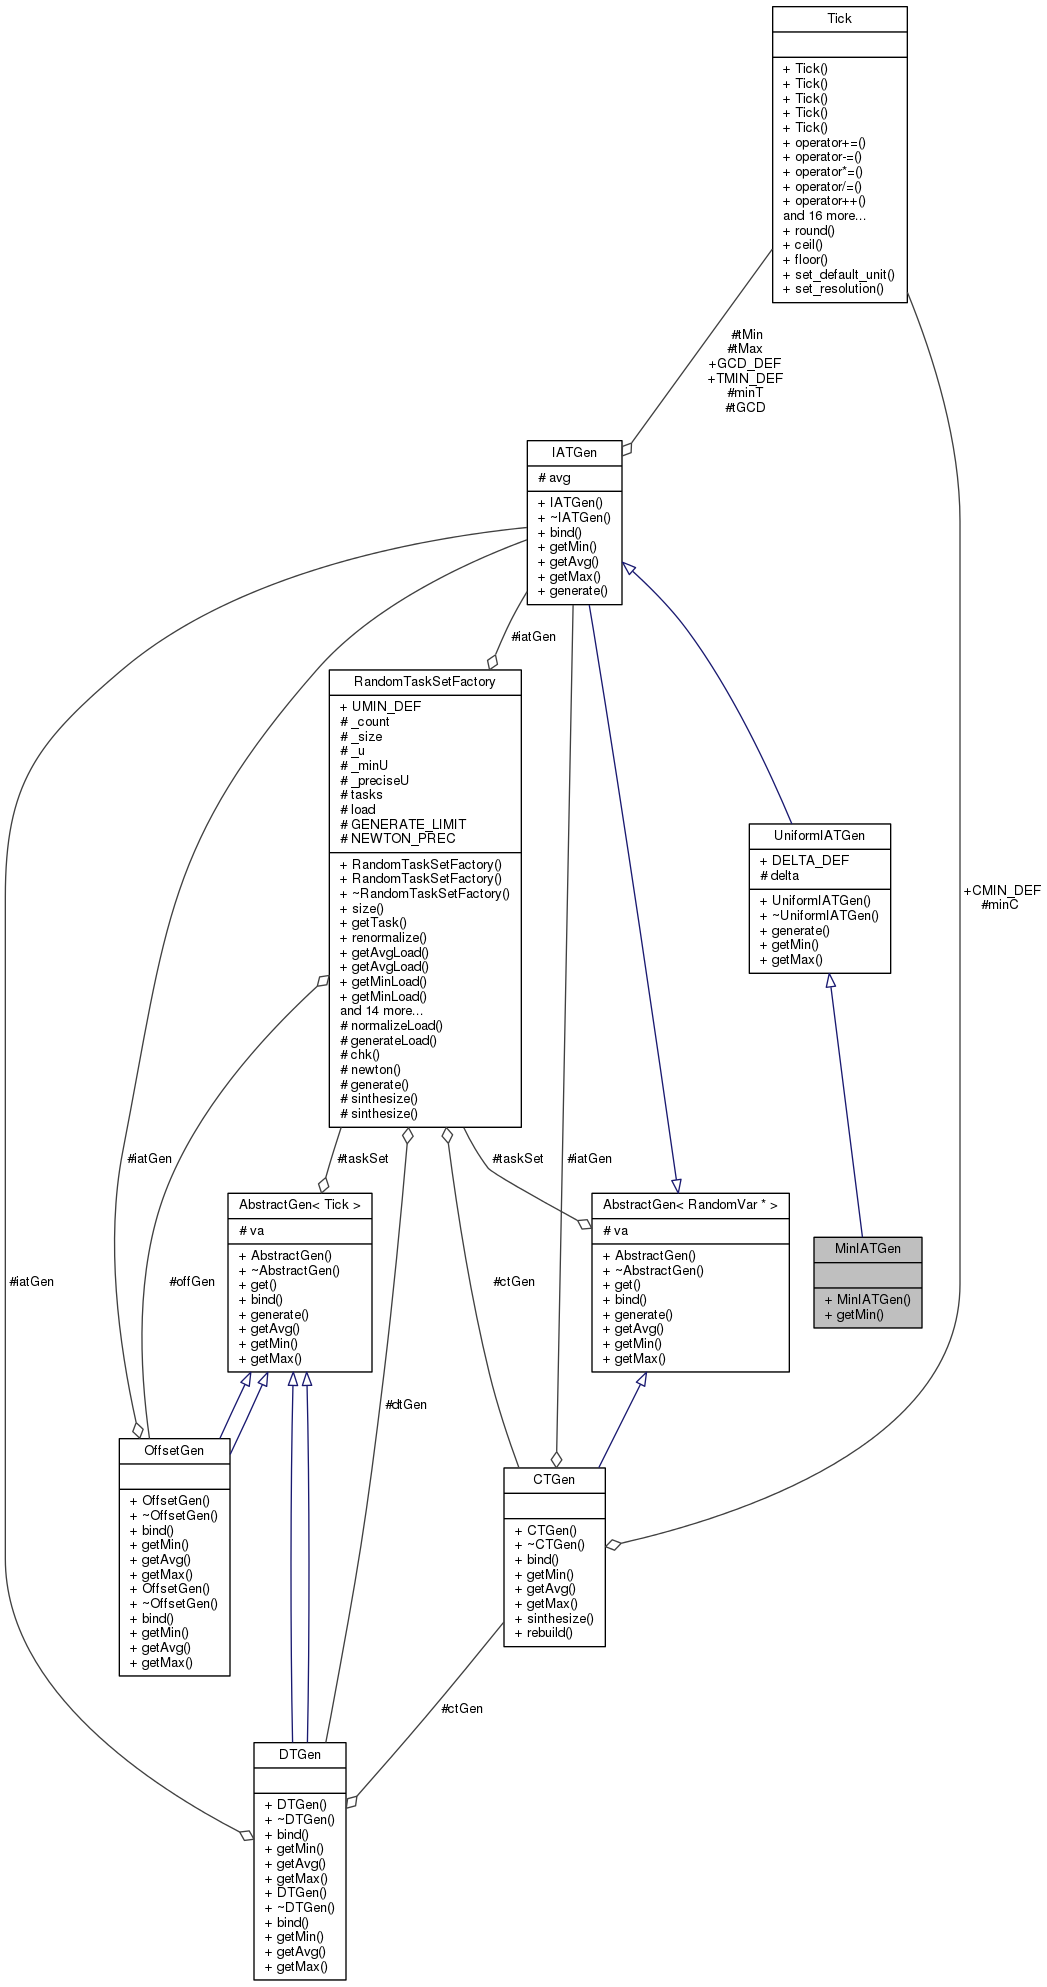 Tick
+ Tick()
+ Tick()
+ Tick()
+ Tick()
+ Tick()
+ operator+=()
+ operator-=()
+ operator*=()
+ operator/=()
+ operator++()
and 16 more...
+ round()
+ ceil()
+ floor()
+ set_default_unit()
+ set_resolution()
#tMin
#tMax
+GCD_DEF
+TMIN_DEF
#minT
#tGCD
IATGen
# avg
+ IATGen()
+ ~IATGen()
+ bind()
+ getMin()
+ getAvg()
+ getMax()
+ generate()
#iatGen
RandomTaskSetFactory
+ UMIN_DEF
# _count
# _size
# _u
# _minU
# _preciseU
# tasks
# load
# GENERATE_LIMIT
# NEWTON_PREC
+ RandomTaskSetFactory()
+ RandomTaskSetFactory()
+ ~RandomTaskSetFactory()
+ size()
+ getTask()
+ renormalize()
+ getAvgLoad()
+ getAvgLoad()
+ getMinLoad()
+ getMinLoad()
and 14 more...
# normalizeLoad()
# generateLoad()
# chk()
# newton()
# generate()
# sinthesize()
# sinthesize()
UniformIATGen
+ DELTA_DEF
# delta
+ UniformIATGen()
+ ~UniformIATGen()
+ generate()
+ getMin()
+ getMax()
+CMIN_DEF
#minC
#iatGen
#taskSet
#taskSet
#iatGen
AbstractGen< Tick >
# va
+ AbstractGen()
+ ~AbstractGen()
+ get()
+ bind()
+ generate()
+ getAvg()
+ getMin()
+ getMax()
AbstractGen< RandomVar * >
# va
+ AbstractGen()
+ ~AbstractGen()
+ get()
+ bind()
+ generate()
+ getAvg()
+ getMin()
+ getMax()
MinIATGen
+ MinIATGen()
+ getMin()
#iatGen
#offGen
#ctGen
#dtGen
OffsetGen
+ OffsetGen()
+ ~OffsetGen()
+ bind()
+ getMin()
+ getAvg()
+ getMax()
+ OffsetGen()
+ ~OffsetGen()
+ bind()
+ getMin()
+ getAvg()
+ getMax()
CTGen
+ CTGen()
+ ~CTGen()
+ bind()
+ getMin()
+ getAvg()
+ getMax()
+ sinthesize()
+ rebuild()
#ctGen
DTGen
+ DTGen()
+ ~DTGen()
+ bind()
+ getMin()
+ getAvg()
+ getMax()
+ DTGen()
+ ~DTGen()
+ bind()
+ getMin()
+ getAvg()
+ getMax()